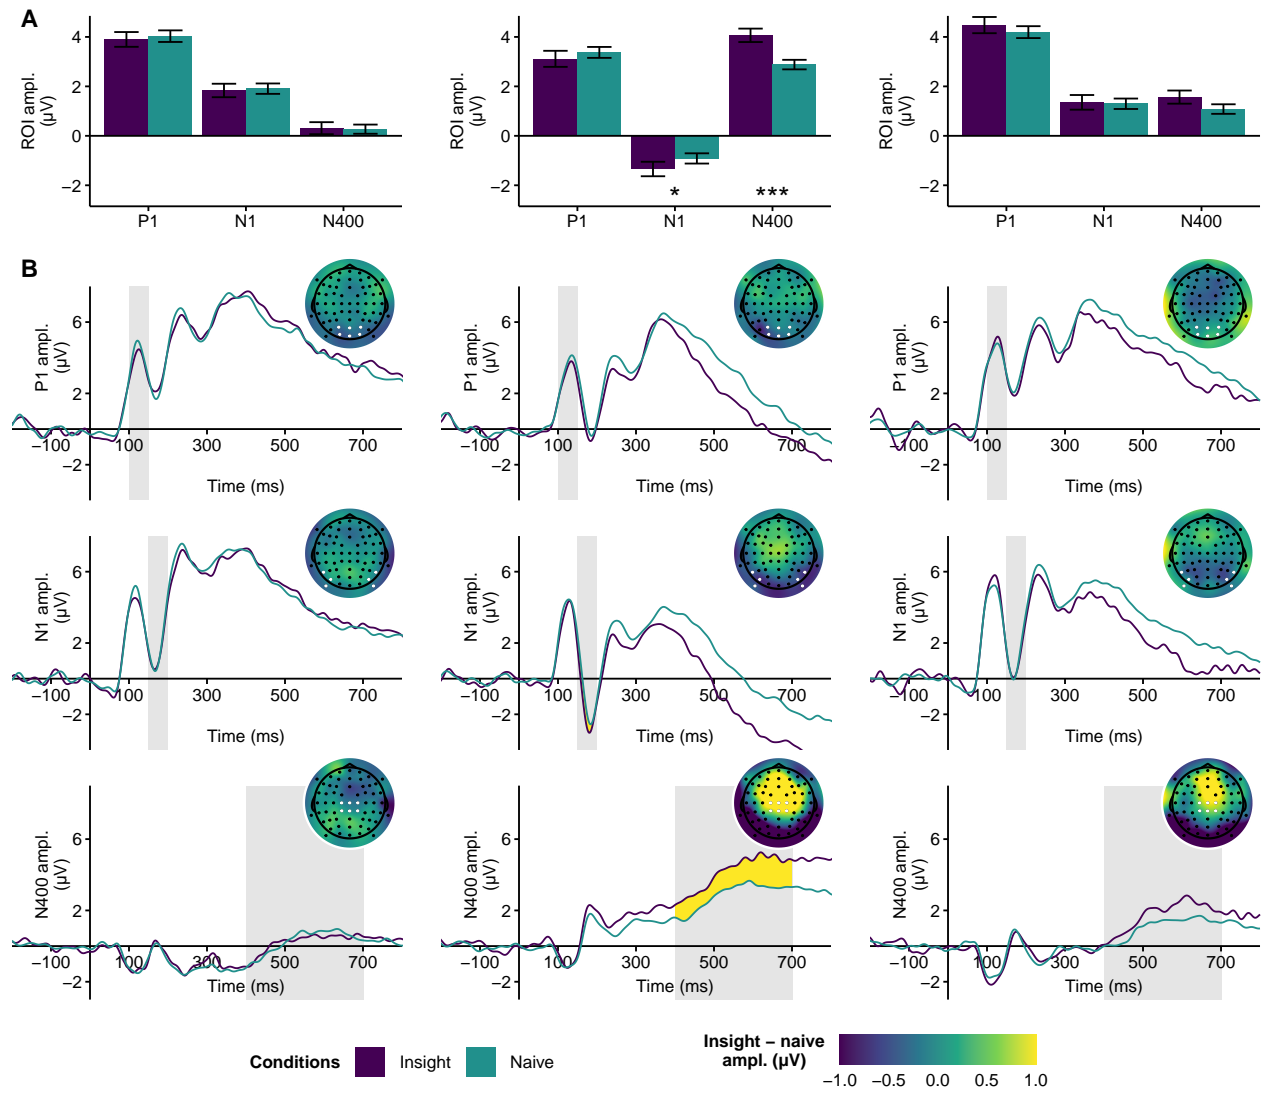 A
ROI ampl.
(µV)
4
2
0
−2
P1
N1
N400
ROI ampl.
(µV)
4
2
0
−2
*
***
P1
N1
N400
ROI ampl.
(µV)
4
2
0
−2
P1
N1
N400
B
P1 ampl.
(µV)
6
2
−2
−100
100
300
500
700
Time (ms)
P1 ampl.
(µV)
6
2
−2
−100
100
300
500
700
Time (ms)
P1 ampl.
(µV)
6
2
−2
−100
100
300
500
700
Time (ms)
N1 ampl.
(µV)
6
2
−2
−100
100
300
500
700
Time (ms)
N1 ampl.
(µV)
6
2
−2
−100
100
300
500
700
Time (ms)
N1 ampl.
(µV)
6
2
−2
−100
100
300
500
700
Time (ms)
N400 ampl.
(µV)
6
2
−2
−100
100
300
500
700
Time (ms)
N400 ampl.
(µV)
6
2
−2
−100
100
300
500
700
Time (ms)
N400 ampl.
(µV)
6
2
−2
−100
100
300
500
700
Time (ms)
Conditions
Insight
Naive
Insight − naive
ampl. (µV)
−1.0
−0.5
0.0
0.5
1.0